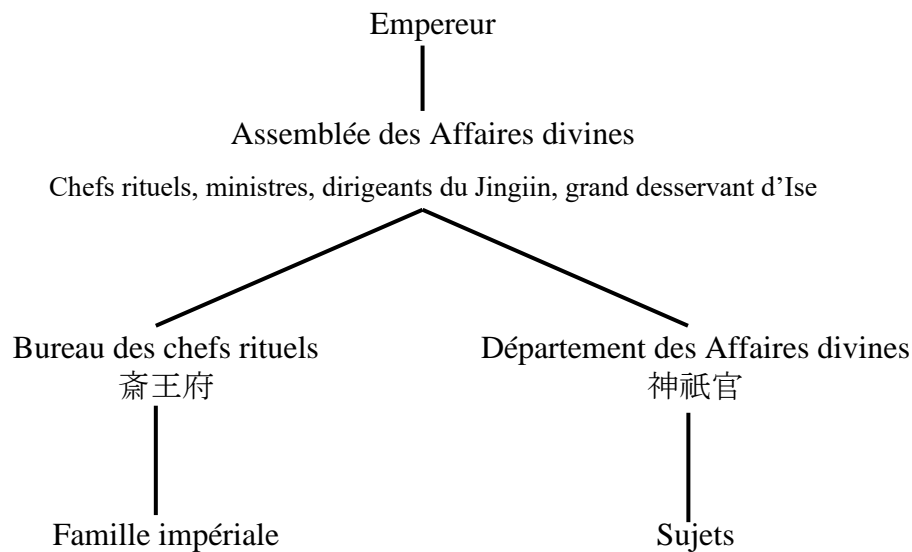 Empereur
Assemblée des Affaires divines
Chefs rituels, ministres, dirigeants du Jingiin, grand desservant d’Ise
Bureau des chefs rituels
斎王府
Département des Affaires divines
神祇官
Famille impériale
Sujets